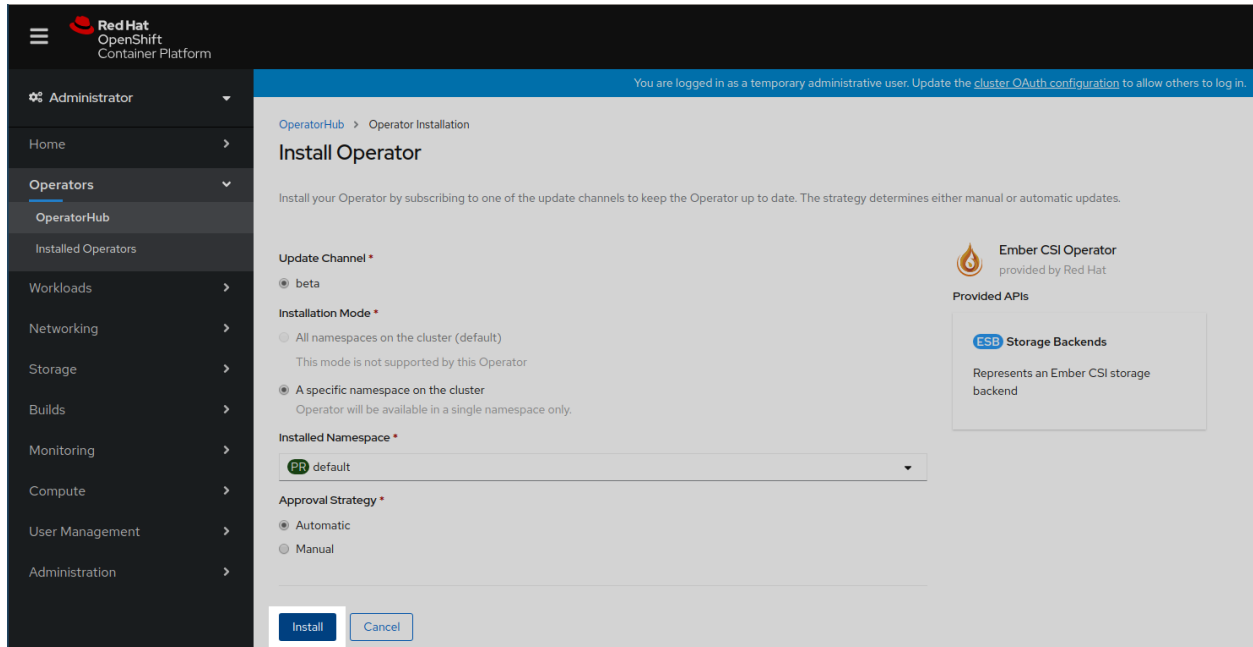 Red Hat
OpenShift
Container Platform
You are logged in as a temporary administrative user. Update the cluster OAuth configuration to allow others to log in.
Administrator
Home
Operators
OperatorHub
Installed Operators
Workloads
Networking
Storage
Builds
Monitoring
Compute
User Management
Administration
OperatorHub > Operator Installation
Install Operator
Install your Operator by subscribing to one of the update channels to keep the Operator up to date. The strategy determines either manual or automatic updates.
Update Channel *
beta
Installation Mode *
All namespaces on the cluster (default)
This mode is not supported by this Operator
A specific namespace on the cluster
Operator will be available in a single namespace only.
Installed Namespace *
PR default
Approval Strategy *
Automatic
Manual
Install Cancel
Ember CSI Operator
provided by Red Hat
Provided APIs
ESB Storage Backends
Represents an Ember CSI storage
backend